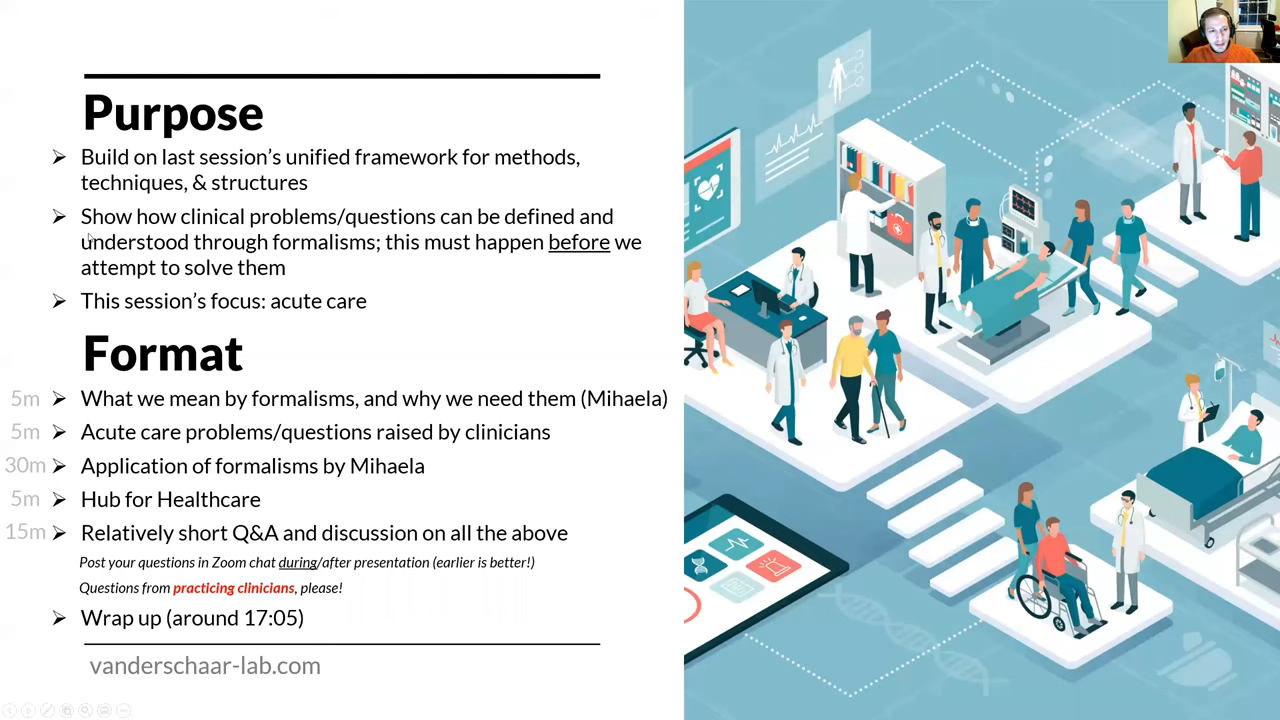 Purpose
Build on last session's unified framework for methods,
techniques, & structures
Show how clinical problems/questions can be defined and
understood through formalisms; this must happen before we
attempt to solve them
This session's focus: acute care
Format
5m What we mean by formalisms, and why we need them (Mihaela)
5m Acute care problems/questions raised by clinicians
30m Application of formalisms by Mihaela
5m Hub for Healthcare
15m Relatively short Q&A and discussion on all the above
Post your questions in Zoom chat during/after presentation (earlier is better!)
Questions from practicing clinicians, please!
Wrap up (around 17:05)
vanderschaar-lab.com